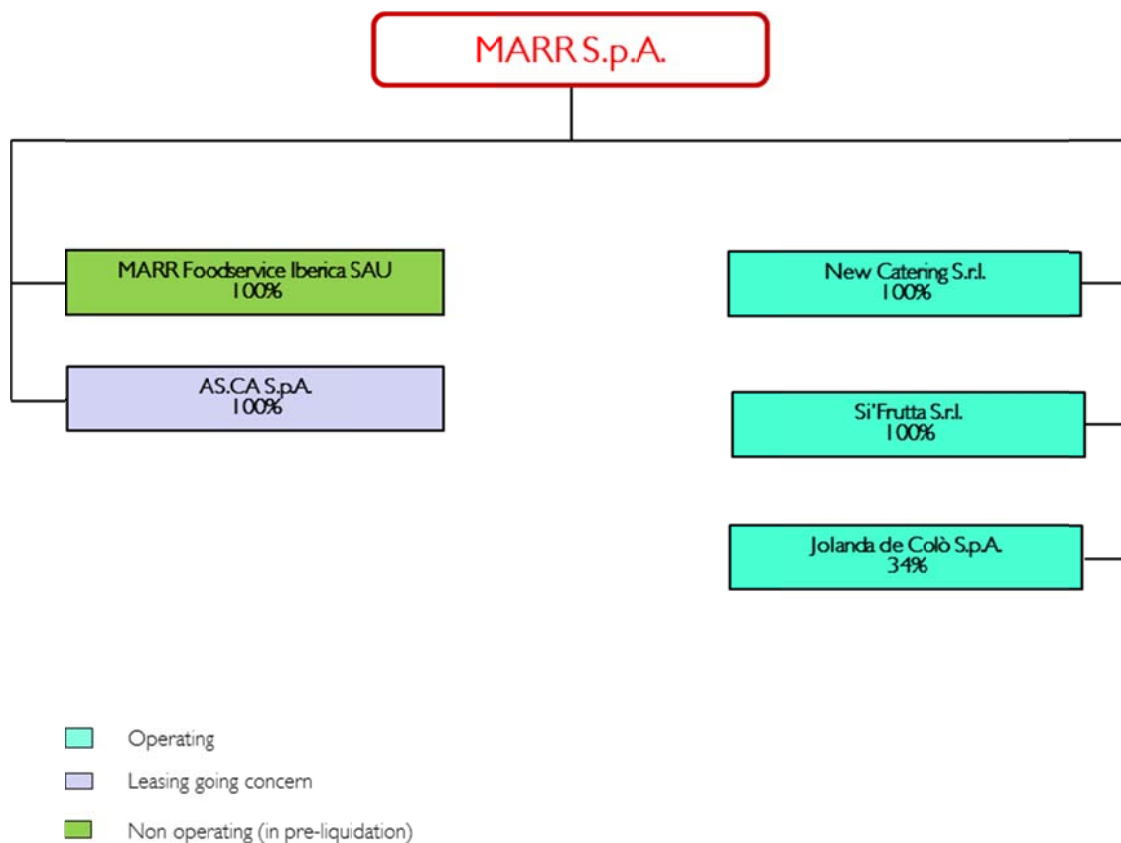 MARR S.p.A.
MARR Foodservice Iberica SAU
100%
AS.CA S.p.A.
100%
New Catering S.r.l.
100%
Si'Frutta S.r.l.
100%
Jolanda de Colò S.p.A.
34%
Operating
Leasing going concern
Non operating (in pre-liquidation)